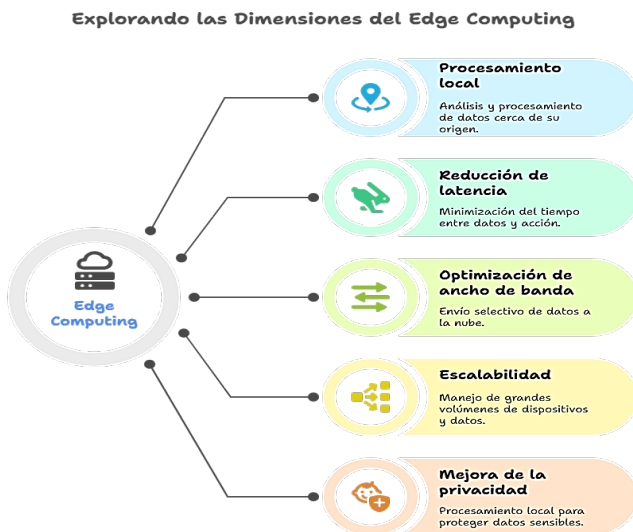 Explorando las Dimensiones del Edge Computing
Procesamiento
local
Análisis y procesamiento
de datos cerca de su
origen.
Reducción de
latencia
Minimización del tiempo
entre datos y acción.
Edge
Computing
Optimización de
ancho de banda
Envío selectivo de datos a
la nube.
Escalabilidad
Manejo de grandes
volúmenes de dispositivos
y datos.
Mejora de la
privacidad
Procesamiento local para
proteger datos sensibles.